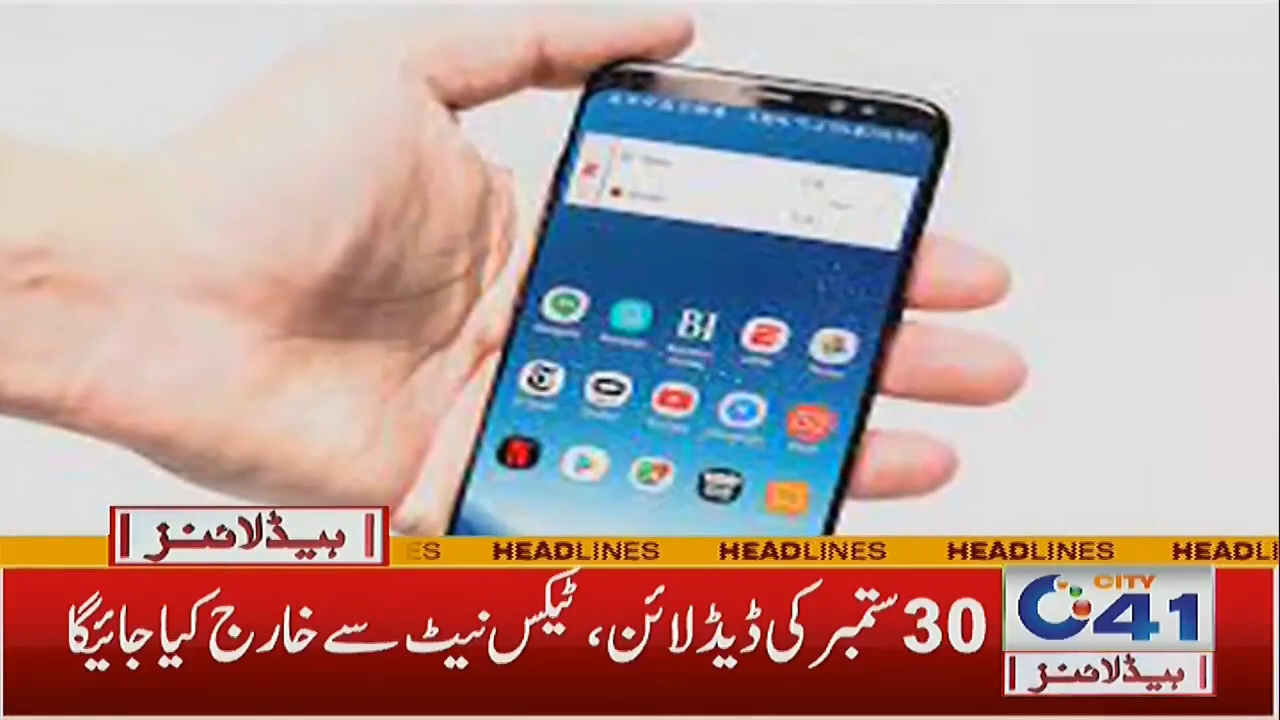 BI
ہیڈلائنز
ES HEADLINES HEADLINES HEADLINES HEADL
30 ستمبر کی ڈیڈلائن، ٹیکس نیٹ سے خارج کیا جائیگا
CITY
41
ہیڈلائنز